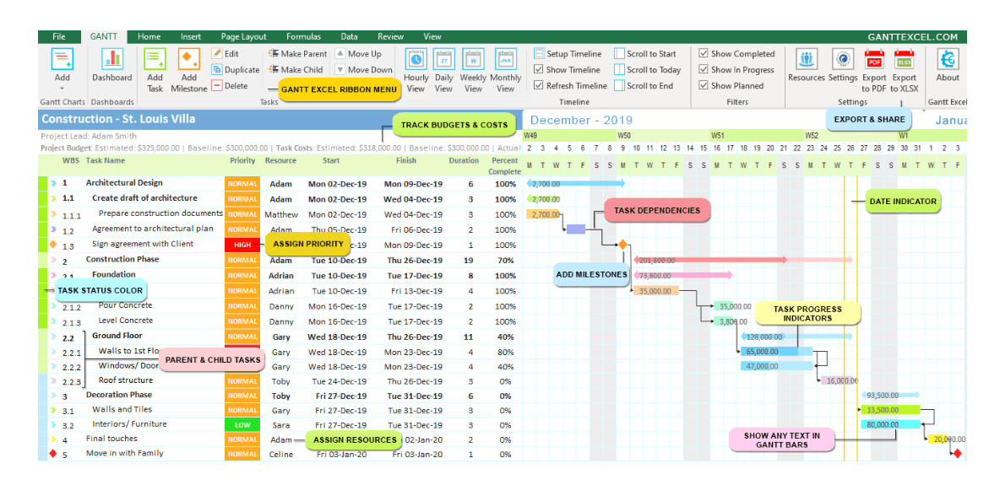 File GANTT Home Insert Page Layout Formulas Data Review View GANTTEXCEL.COM
Add Dashboard Add Task Add Milestone Edit Duplicate Delete Make Parent Make Child Move Up Move Down Hourly View Daily View Weekly View Monthly View Setup Timeline Show Timeline Refresh Timeline Scroll to Start Scroll to Today Scroll to End Show Completed Show In Progress Show Planned Resources Settings Export to PDF Export to XLSX About
27 W JAN PDF XLSX
GANTT EXCEL RIBBON MENU
Gantt Charts Dashboards Tasks Timeline Filters Settings Gantt Excel
Construction - St. Louis Villa TRACK BUDGETS & COSTS December - 2019 EXPORT & SHARE Janua
Project Lead: Adam Smith W49 W50 W51 W52 W1
Project Budget: Estimated: $325,000.00 | Baseline: $300,000.00 | Task Costs: Estimated: $318,000.00 | Baseline: $300,000.00 | Actual 2 3 4 5 6 7 8 9 10 11 12 13 14 15 16 17 18 19 20 21 22 23 24 25 26 27 28 29 30 31 1 2 3
WBS Task Name Priority Resource Start Finish Duration Percent Complete M T W T F S S M T W T F S S M T W T F S S M T W T F S S M T W T F
1 Architectural Design NORMAL Adam Mon 02-Dec-19 Mon 09-Dec-19 6 100% 2,700.00
1.1 Create draft of architecture NORMAL Adam Mon 02-Dec-19 Wed 04-Dec-19 3 100% 2,700.00
DATE INDICATOR
1.1.1 Prepare construction documents NORMAL Matthew Mon 02-Dec-19 Wed 04-Dec-19 3 100% 2,700.00
TASK DEPENDENCIES
1.2 Agreement to architectural plan NORMAL Adam Thu 05-Dec-19 Fri 06-Dec-19 2 100%
1.3 Sign agreement with Client HIGH ASSIGN PRIORITY c-19 Mon 09-Dec-19 1 100%
2 Construction Phase NORMAL Adam Tue 10-Dec-19 Thu 26-Dec-19 19 70% 201,800.00
2.1 Foundation NORMAL Adrian Tue 10-Dec-19 Tue 17-Dec-19 8 100% ADD MILESTONES 73,800.00
TASK STATUS COLOR NORMAL Adrian Tue 10-Dec-19 Fri 13-Dec-19 4 100% 35,000.00
2.1.2 Pour Concrete NORMAL Danny Mon 16-Dec-19 Tue 17-Dec-19 2 100% 35,000.00
TASK PROGRESS INDICATORS
2.1.3 Level Concrete NORMAL Danny Mon 16-Dec-19 Tue 17-Dec-19 2 100% 3,800.00
2.2 Ground Floor NORMAL Gary Wed 18-Dec-19 Thu 26-Dec-19 11 40% 128,000.00
2.2.1 Walls to 1st Flo Gary Wed 18-Dec-19 Mon 23-Dec-19 4 80% 65,000.00
PARENT & CHILD TASKS
2.2.2 Windows/ Door Gary Wed 18-Dec-19 Mon 23-Dec-19 4 40% 47,000.00
2.2.3 Roof structure NORMAL Toby Tue 24-Dec-19 Thu 26-Dec-19 3 0% 16,000.00
3 Decoration Phase NORMAL Toby Fri 27-Dec-19 Tue 31-Dec-19 6 0% 93,500.00
3.1 Walls and Tiles NORMAL Gary Fri 27-Dec-19 Tue 31-Dec-19 3 0% 13,500.00
3.2 Interiors/ Furniture LOW Sara Fri 27-Dec-19 Tue 31-Dec-19 3 0% 80,000.00
4 Final touches NORMAL Adam ASSIGN RESOURCES 02-Jan-20 2 0% SHOW ANY TEXT IN GANTT BARS 20,000.00
5 Move in with Family NORMAL Celine Fri 03-Jan-20 Fri 03-Jan-20 1 0%